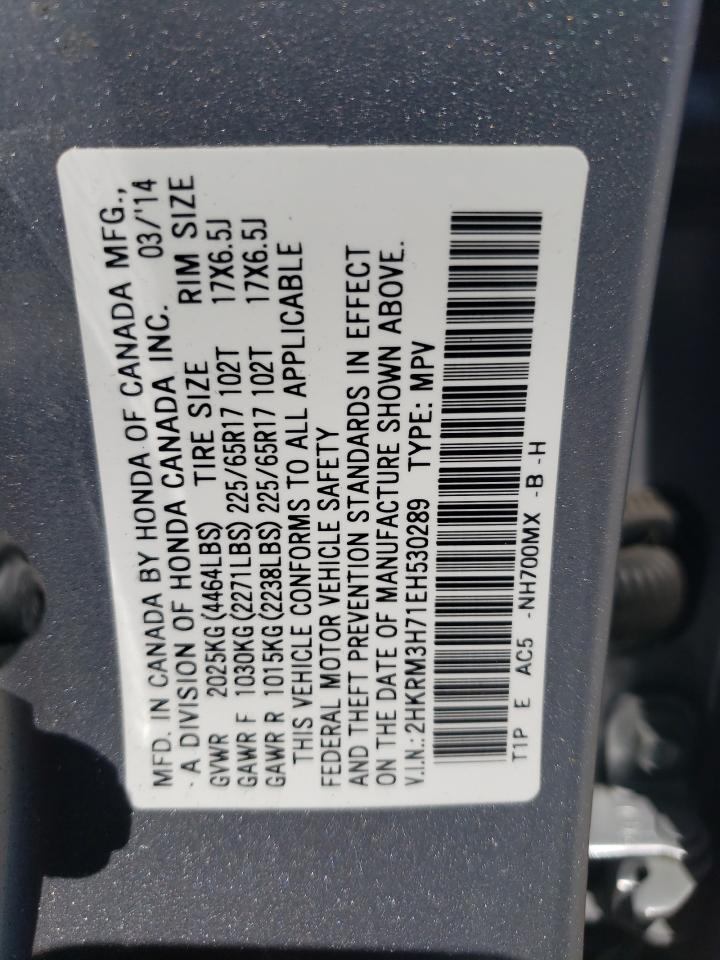 MFD. IN CANADA BY HONDA OF CANADA MFG.,
- A DIVISION OF HONDA CANADA INC. 03/'14
GVWR 2025KG (4464LBS) TIRE SIZE RIM SIZE
GAWR F 1030KG (2271LBS) 225/65R17 102T 17X6.5J
GAWR R 1015KG (2238LBS) 225/65R17 102T 17X6.5J
THIS VEHICLE CONFORMS TO ALL APPLICABLE
FEDERAL MOTOR VEHICLE SAFETY
AND THEFT PREVENTION STANDARDS IN EFFECT
ON THE DATE OF MANUFACTURE SHOWN ABOVE.
V.I.N.: 2HKRM3H71EH530289 TYPE: MPV
T1P E AC5 -NH700MX -B -H